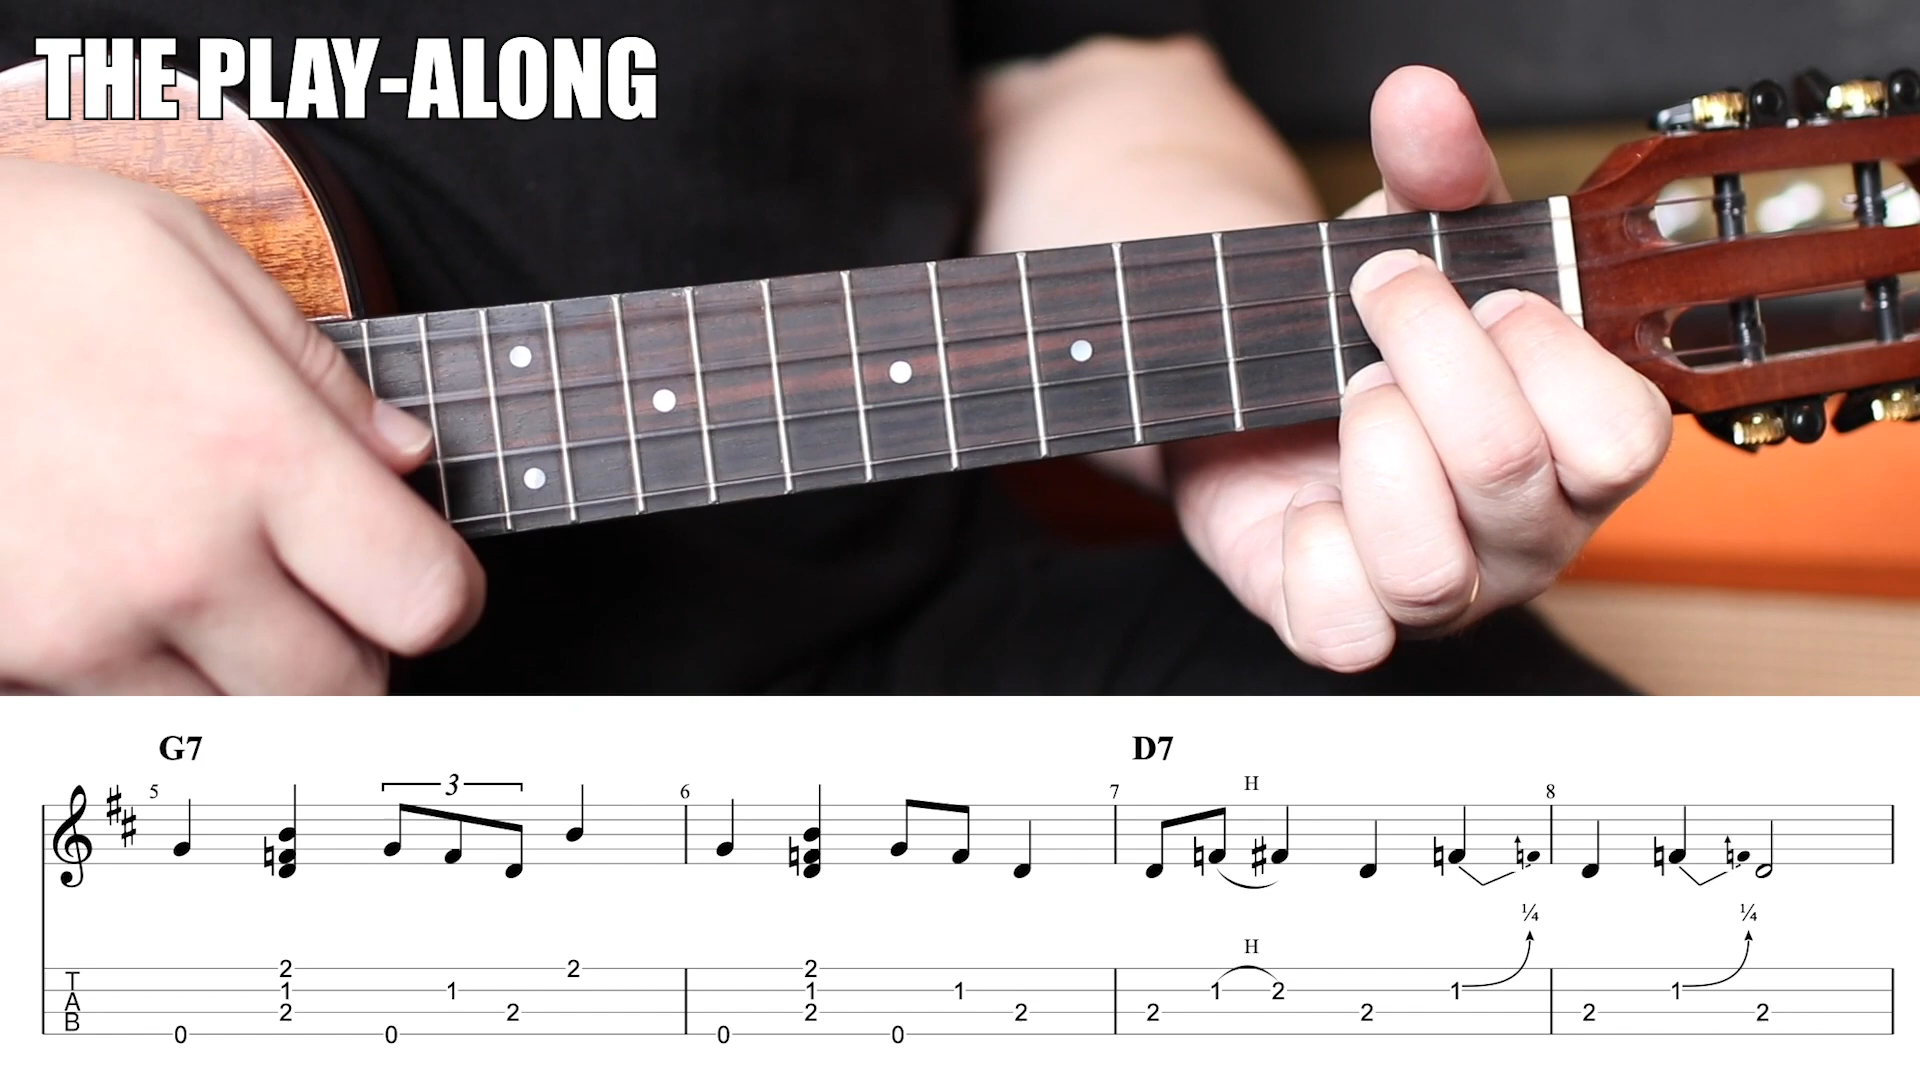 THE PLAY-ALONG
G7 D7
5 3 6 7 H 8
¼ ¼
H
T 2 2 2
A 1 1 1 1 2 1 1
B 2 2 2 2 2 2 2 2
0 0 0 0